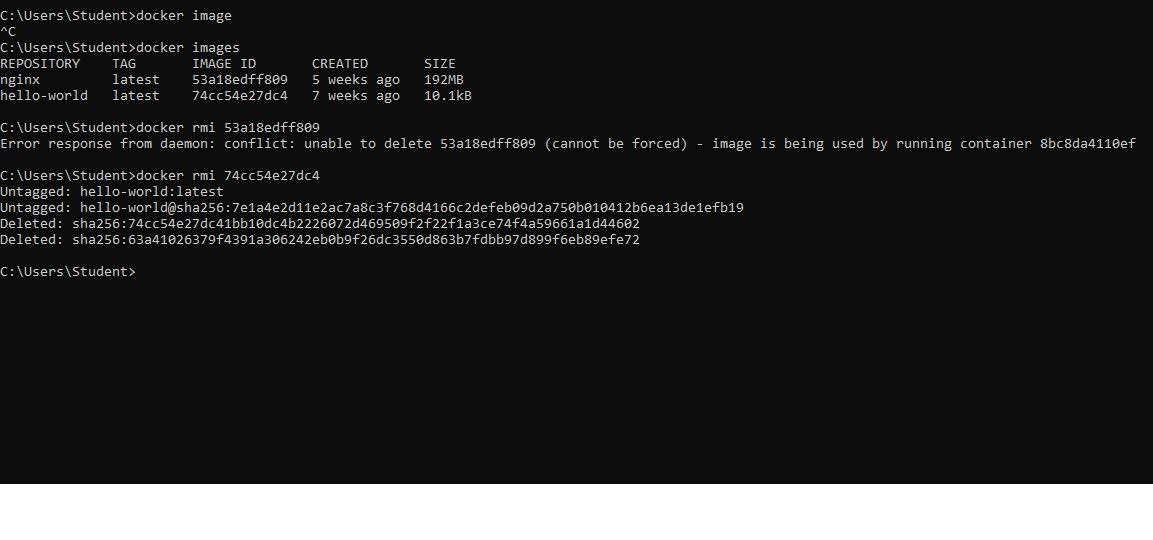 C:\Users\Student>docker image
^C
C:\Users\Student>docker images
REPOSITORY    TAG       IMAGE ID       CREATED       SIZE
nginx         latest    53a18edff809   5 weeks ago   192MB
hello-world   latest    74cc54e27dc4   7 weeks ago   10.1kB
C:\Users\Student>docker rmi 53a18edff809
Error response from daemon: conflict: unable to delete 53a18edff809 (cannot be forced) - image is being used by running container 8bc8da4110ef
C:\Users\Student>docker rmi 74cc54e27dc4
Untagged: hello-world:latest
Untagged: hello-world@sha256:7e1a4e2d11e2ac7a8c3f768d4166c2defeb09d2a750b010412b6ea13de1efb19
Deleted: sha256:74cc54e27dc41bb10dc4b2226072d469509f2f22f1a3ce74f4a59661a1d44602
Deleted: sha256:63a41026379f4391a306242eb0b9f26dc3550d863b7fdbb97d899f6eb89efe72
C:\Users\Student>